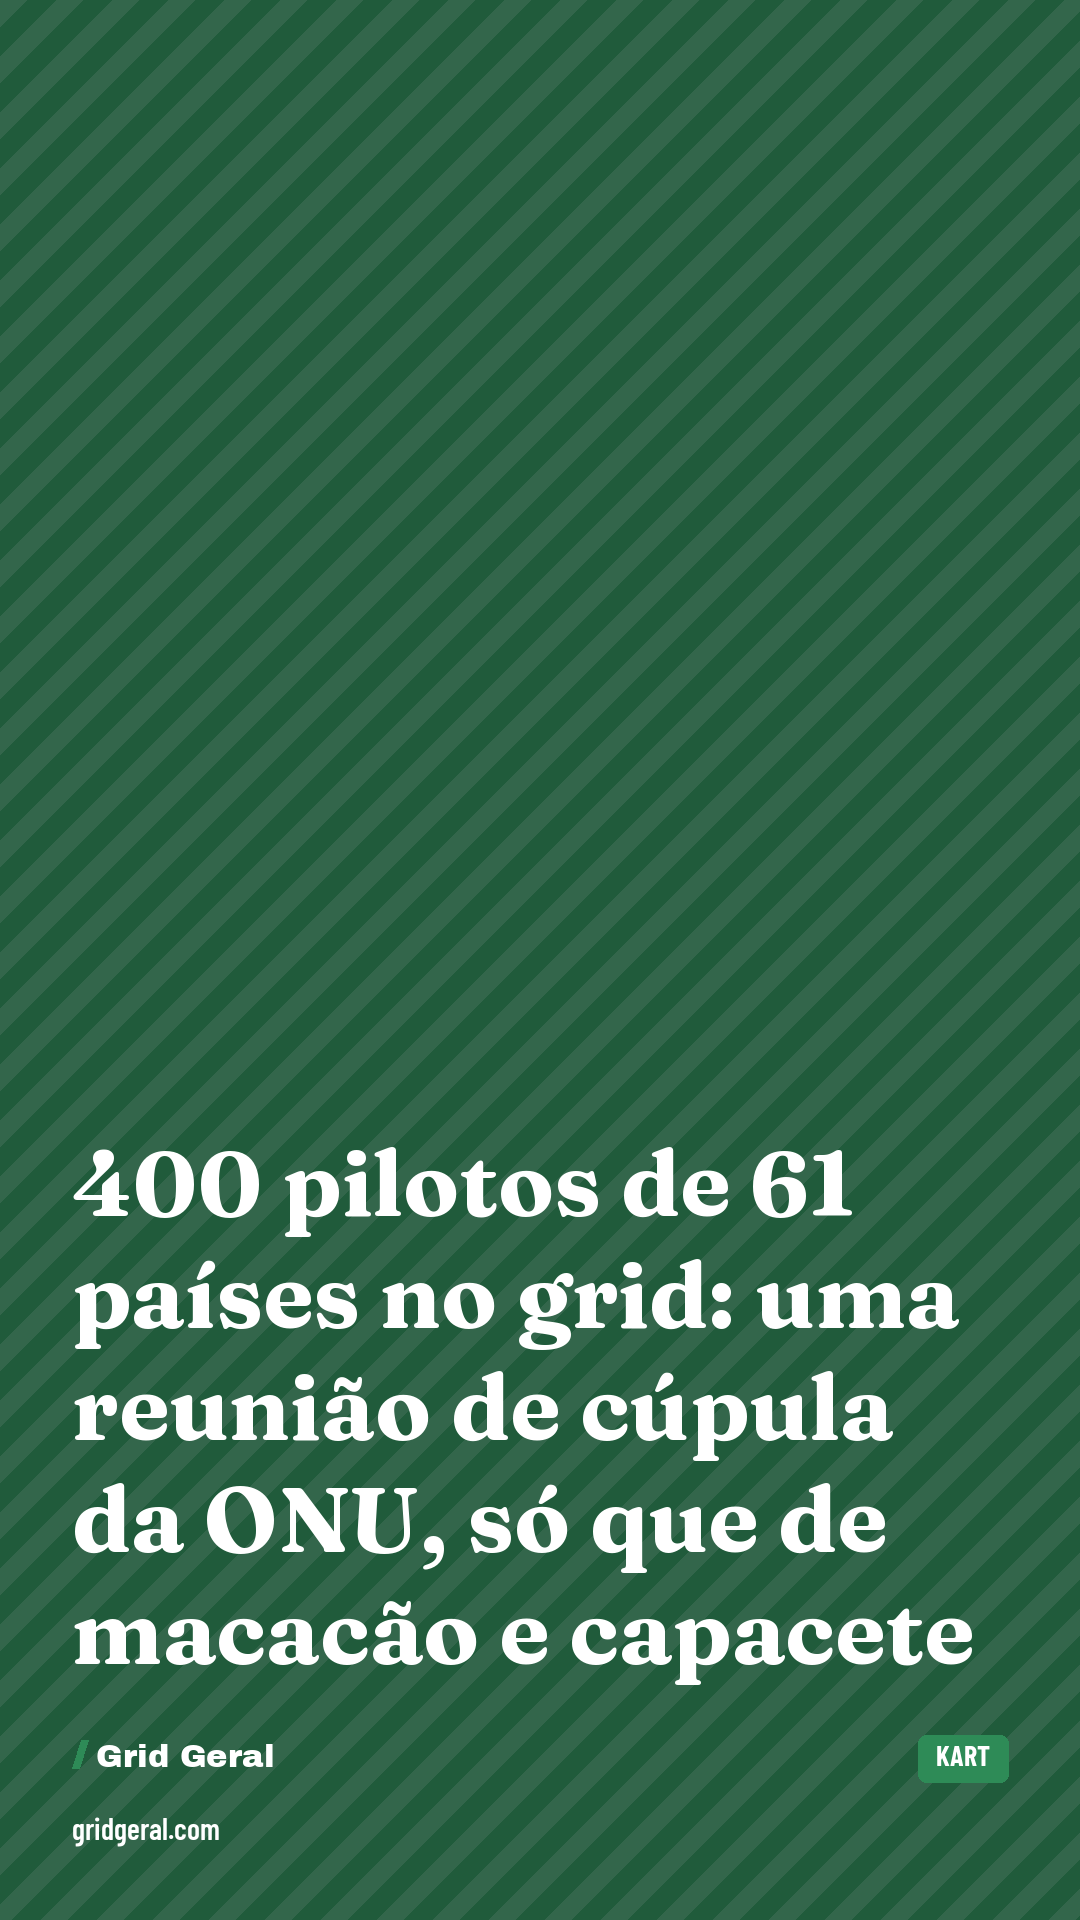 400 pilotos de 61
países no grid: uma
reunião de cúpula
da ONU, só que de
macacão e capacete
/ Grid Geral
KART
gridgeral.com